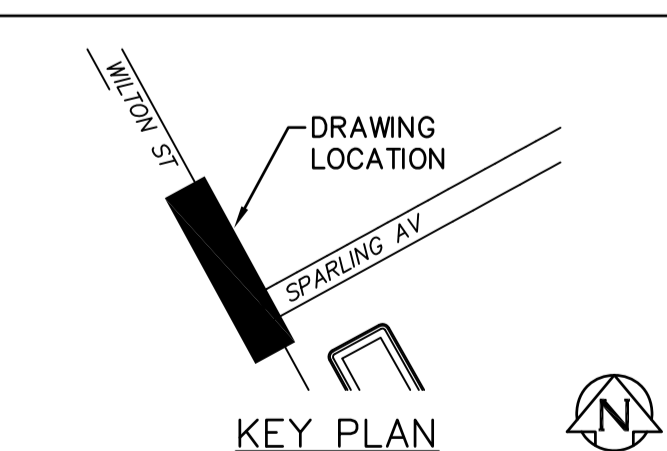 WILTON ST
DRAWING
LOCATION
SPARLING AV
KEY PLAN
N